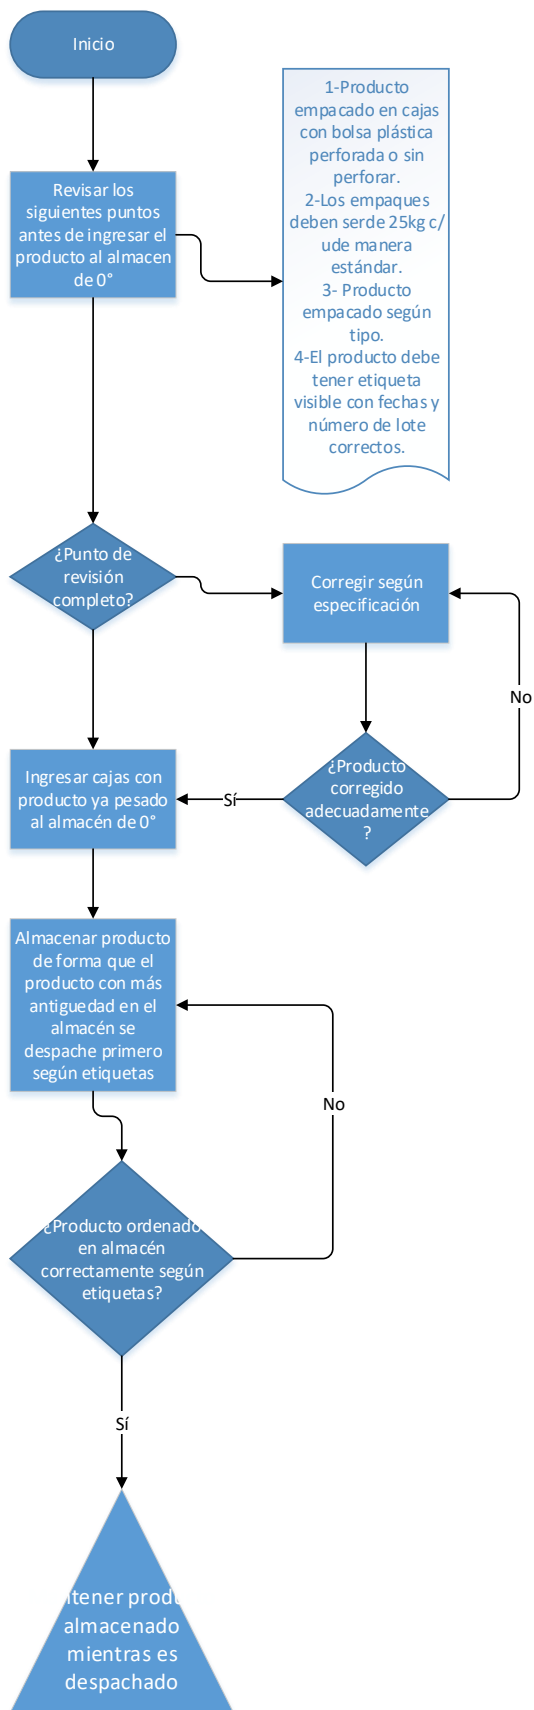 Inicio
Revisar los
siguientes puntos
antes de ingresar el
producto al almacen
de 0°
1-Producto
empacado en cajas
con bolsa plástica
perforada o sin
perforar.
2-Los empaques
deben serde 25kg c/
ude manera
estándar.
3- Producto
empacado según
tipo.
4-El producto debe
tener etiqueta
visible con fechas y
número de lote
correctos.
¿Punto de
revisión
completo?
Corregir según
especificación
No
¿Producto
corregido
adecuadamente
?
Sí
Ingresar cajas con
producto ya pesado
al almacén de 0°
Almacenar producto
de forma que el
producto con más
antiguedad en el
almacén se
despache primero
según etiquetas
No
¿Producto ordenado
en almacén
correctamente según
etiquetas?
Sí
almacenado
mientras es
despachado